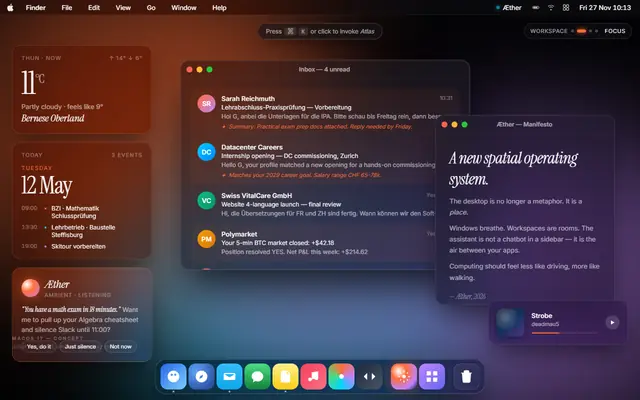 Finder File Edit View Go Window Help
Æther
Fri 27 Nov 10:13
Press ⌘ K or click to invoke Atlas
WORKSPACE FOCUS
THUN · NOW
↑ 14° ↓ 6°
11°C
Partly cloudy · feels like 9°
Bernese Oberland
TODAY
3 EVENTS
TUESDAY
12 May
09:00 BZI · Mathematik Schlussprüfung
13:30 Lehrbetrieb · Baustelle Steffisburg
19:00 Skitour vorbereiten
Æther
AMBIENT · LISTENING
"You have a math exam in 18 minutes." Want
me to pull up your Algebra cheatsheet
and silence Slack until 11:00?
Yes, do it
Just silence
Not now
Inbox — 4 unread
SR
Sarah Reichmuth
10:31
Lehrabschluss-Praxisprüfung — Vorbereitung
Hoi G, anbei die Unterlagen für die IPA. Bitte schau bis Freitag rein, dann
Summary: Practical exam prep docs attached. Reply needed by Friday.
DC
Datacenter Careers
Internship opening — DC commissioning, Zurich
Hello G, your profile matched a new opening for a hands-on
Matches your 2029 career goal. Salary range CHF 65–78k.
VC
Swiss VitalCare GmbH
Website 4-language launch — final review
Hi, die Übersetzungen für FR und ZH sind fertig. Wann können wir den Soft
PM
Polymarket
Your 5-min BTC market closed: +$42.18
Position resolved YES. Net P&L this week: +$214.62
Æther — Manifesto
A new spatial operating
system.
The desktop is no longer a metaphor. It is a
place.
Windows breathe. Workspaces are rooms. The
assistant is not a chatbot in a sidebar — it is the
air between your apps.
Computing should feel less like driving, more like
walking.
— Æther, 2026
Strobe
deadmau5